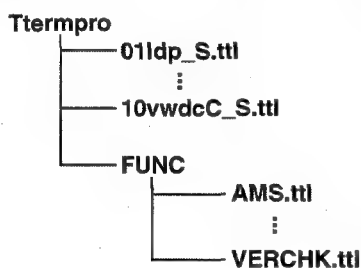 Ttermpro
01ldp_S.ttl
10vwdcC_S.ttl
FUNC
AMS.ttl
VERCHK.ttl